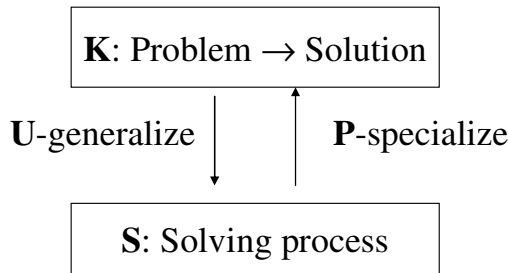 K: Problem → Solution
U-generalize P-specialize
S: Solving process